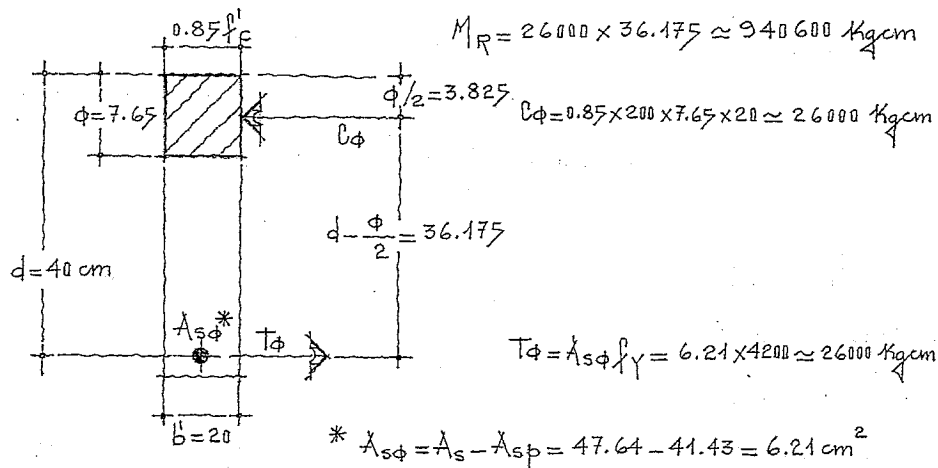 0.85f'c
M_R = 26000 x 36.175 ≃ 940600 Kgcm
ϕ = 7.65
ϕ/2 = 3.825
Cϕ
Cϕ = 0.85 x 200 x 7.65 x 20 ≃ 26000 Kgcm
d - ϕ/2 = 36.175
d = 40 cm
Asϕ*
Tϕ
Tϕ = Asϕ fY = 6.21 x 4200 ≃ 26000 Kgcm
b' = 20
* Asϕ = As - Asp = 47.64 - 41.43 = 6.21 cm²